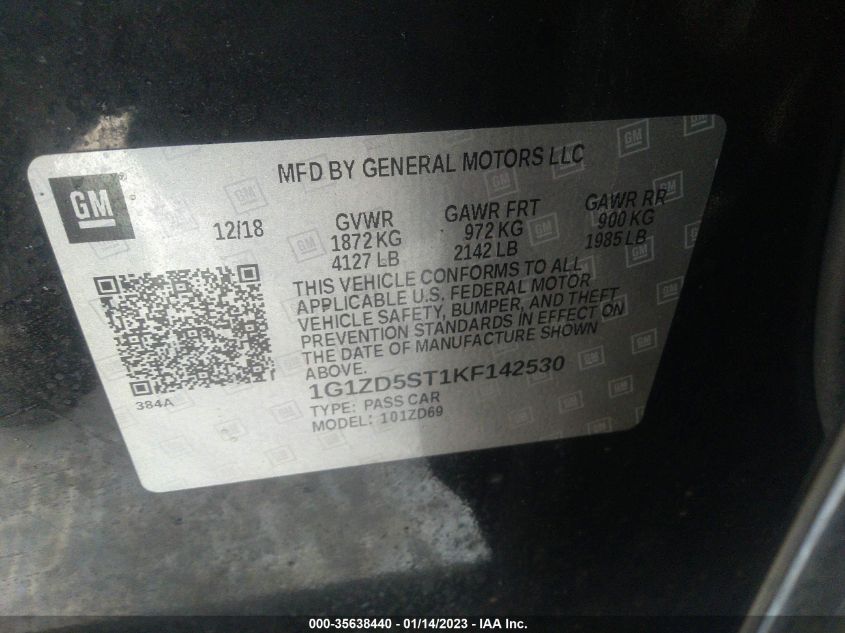 MFD BY GENERAL MOTORS LLC
GM
12/18
GVWR
1872 KG
4127 LB
GAWR FRT
972 KG
2142 LB
GAWR RR
900 KG
1985 LB
THIS VEHICLE CONFORMS TO ALL
APPLICABLE U.S. FEDERAL MOTOR
VEHICLE SAFETY, BUMPER, AND THEFT
PREVENTION STANDARDS IN EFFECT ON
THE DATE OF MANUFACTURE SHOWN
ABOVE.
384A
1G1ZD5ST1KF142530
TYPE: PASS CAR
MODEL: 101ZD69
000-35638440 - 01/14/2023 - IAA Inc.